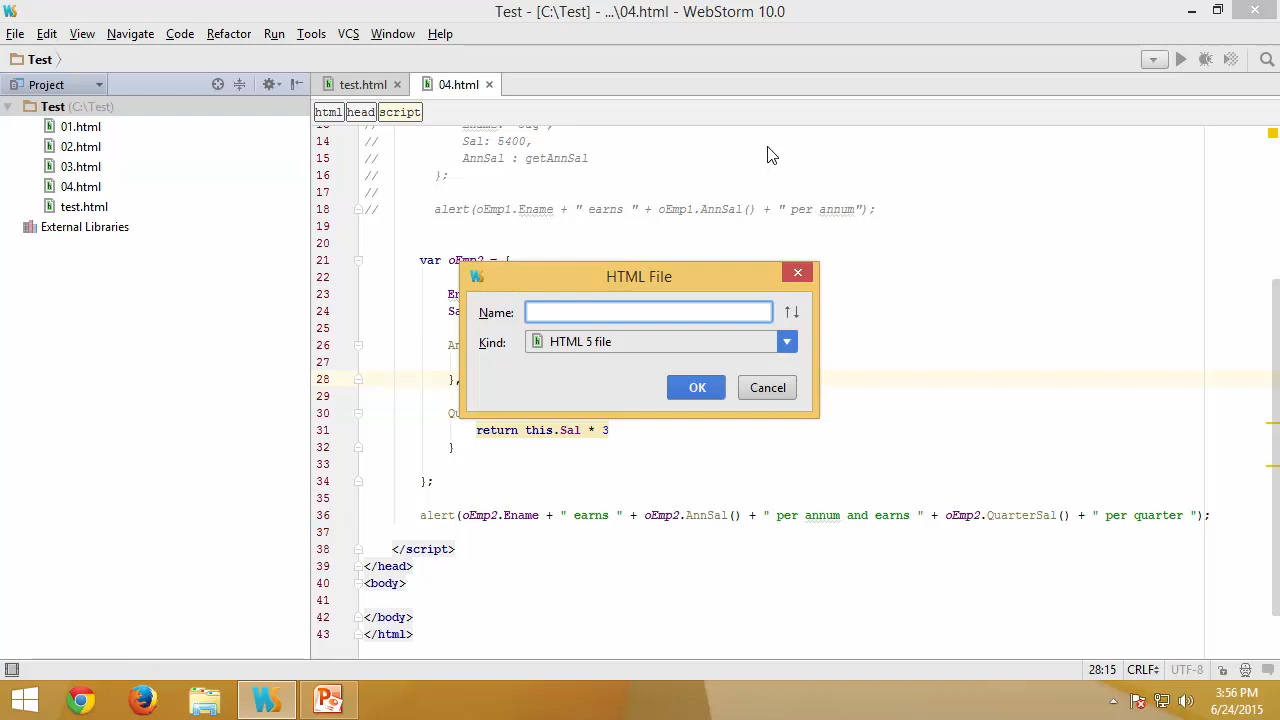 Test - [C:\Test] - ...\04.html - WebStorm 10.0
File Edit View Navigate Code Refactor Run Tools VCS Window Help
Test
Project
test.html
04.html
html head script
Test (C:\Test)
01.html
02.html
03.html
04.html
test.html
External Libraries
14 // Sal: 5400,
15 // AnnSal : getAnnSal
16 // };
17 //
18 // alert(oEmp1.Ename + " earns " + oEmp1.AnnSal() + " per annum");
19
20
21 var oEmp2 = {
22
23 En
24 Sa
25
26 An
27
28 },
29
30 Qu
31 return this.Sal * 3
32 }
33
34 };
35
36 alert(oEmp2.Ename + " earns " + oEmp2.AnnSal() + " per annum and earns " + oEmp2.QuarterSal() + " per quarter ");
37
38 </script>
39 </head>
40 <body>
41
42 </body>
43 </html>
HTML File
Name:
Kind: HTML 5 file
OK Cancel
28:15 CRLF UTF-8
3:56 PM
6/24/2015